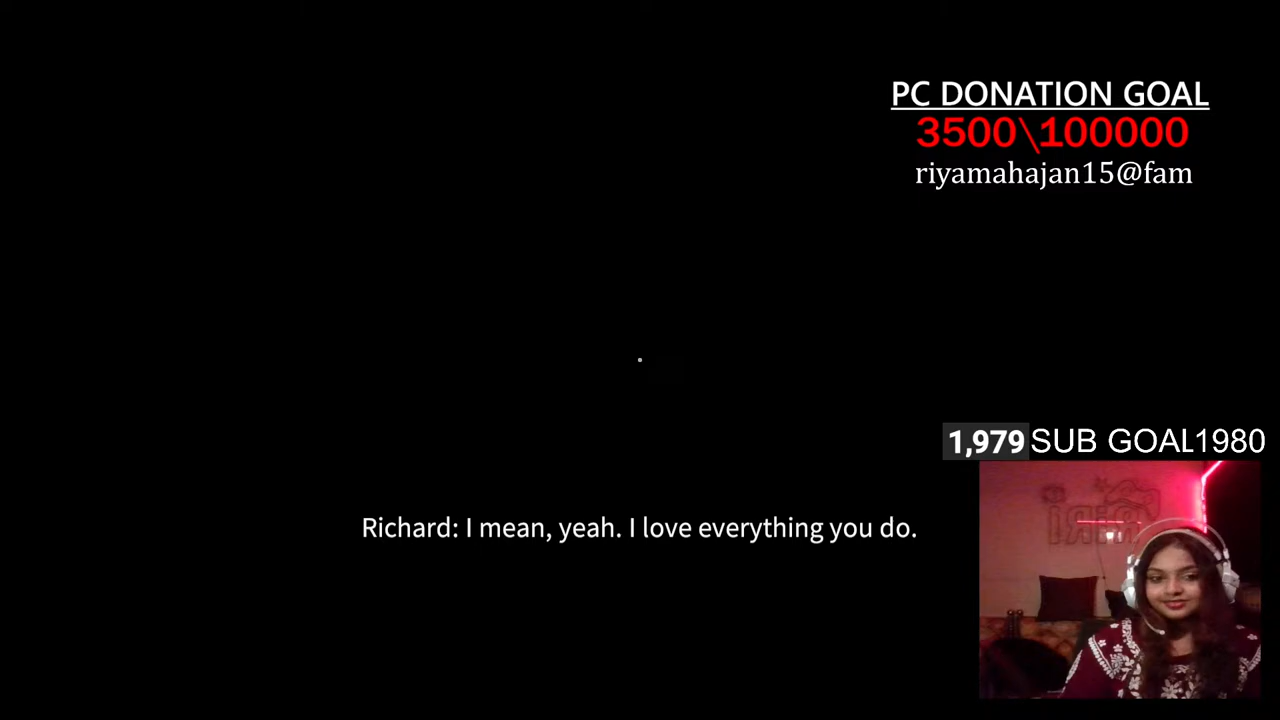 PC DONATION GOAL
3500\100000
riyamahajan15@fam
1,979 SUB GOAL1980
Richard: I mean, yeah. I love everything you do.